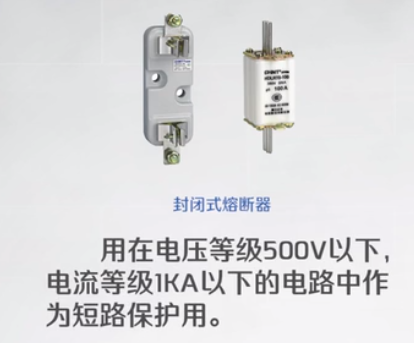 CHNT
100A
封闭式熔断器
用在电压等级500V以下,
电流等级1KA以下的电路中作
为短路保护用。